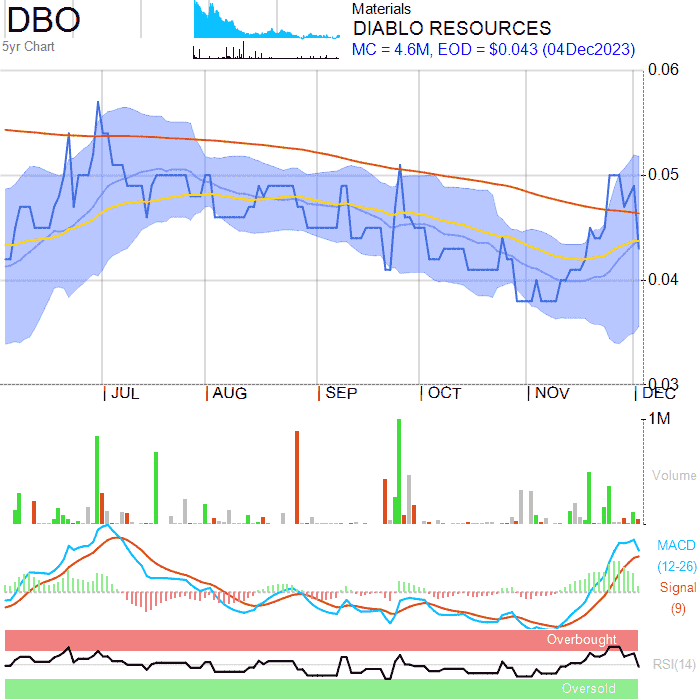 DBO
5yr Chart
Materials
DIABLO RESOURCES
MC = 4.6M, EOD = $0.043 (04Dec2023)
0.06
0.05
0.04
0.03
JUL AUG SEP OCT NOV DEC
1M
Volume
MACD
(12-26)
Signal
(9)
Overbought
RSI(14)
Oversold